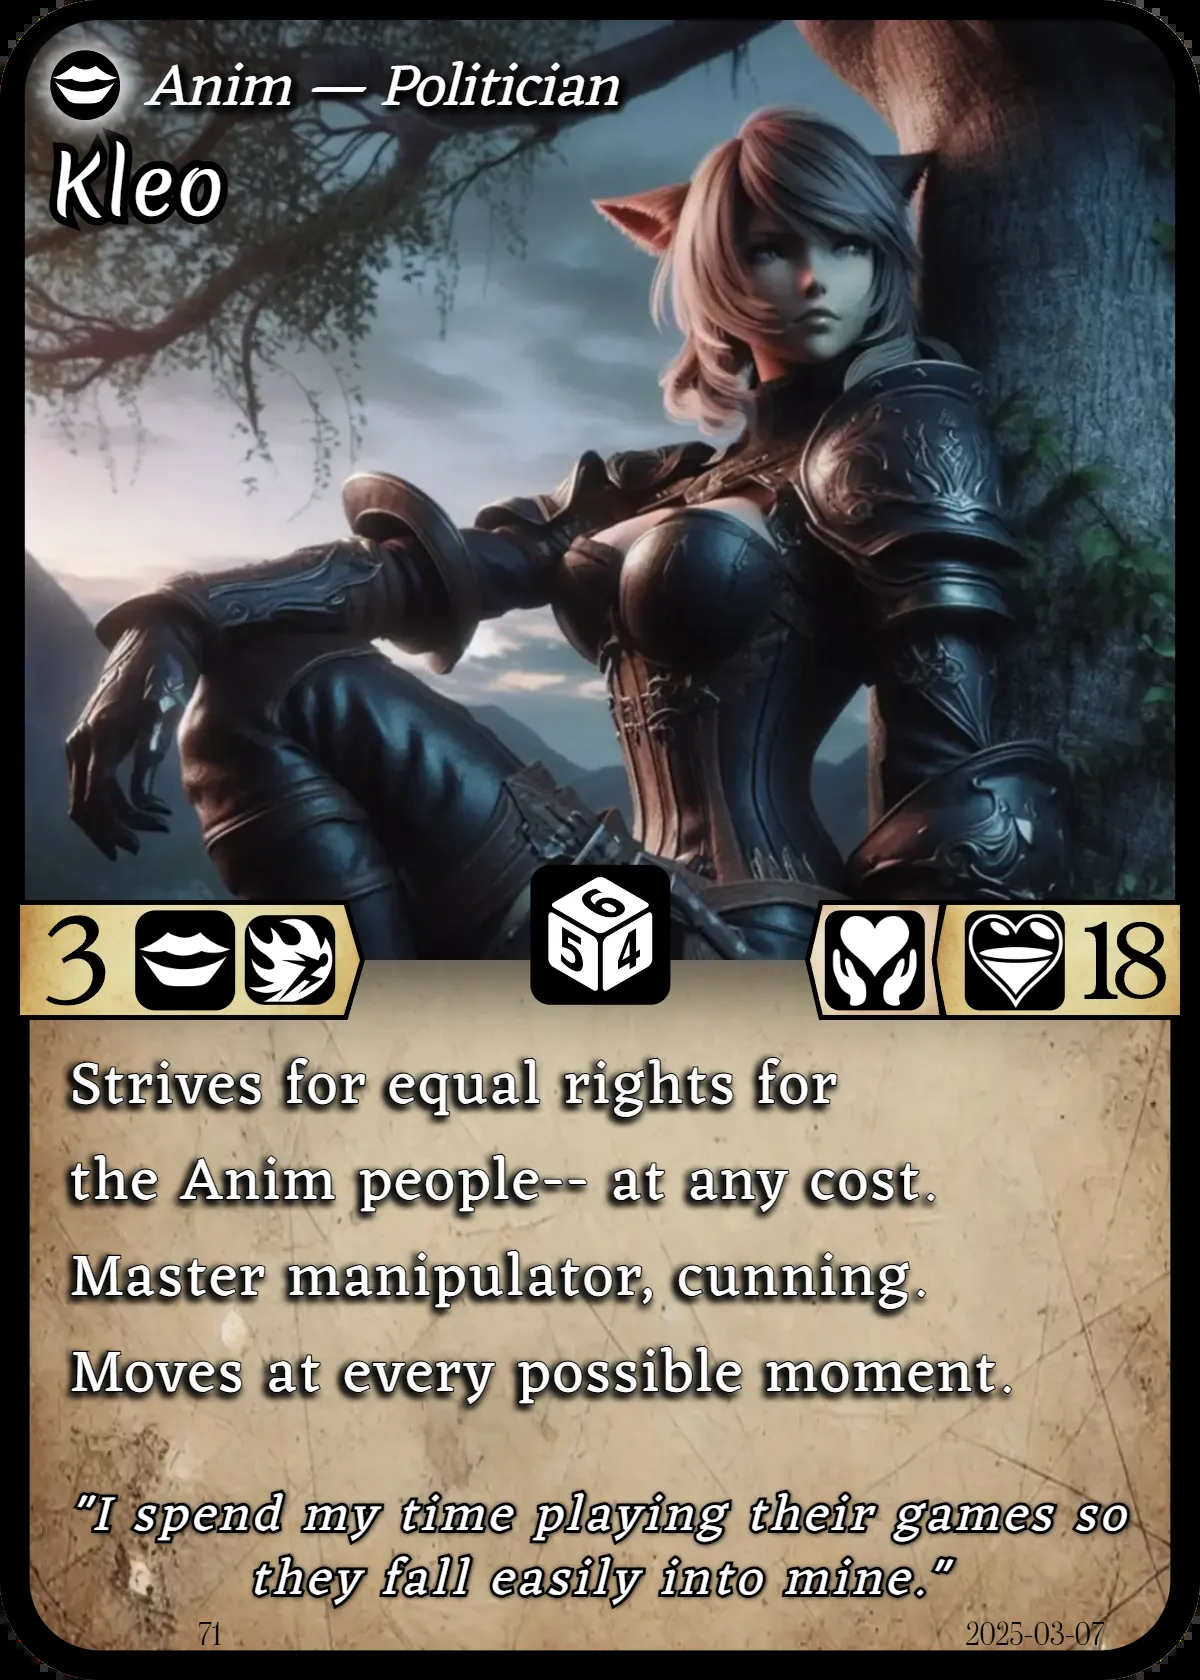 Anim — Politician
Kleo
3
6
5 4
18
Strives for equal rights for
the Anim people-- at any cost.
Master manipulator, cunning.
Moves at every possible moment.
"I spend my time playing their games so
they fall easily into mine."
71 2025-03-07